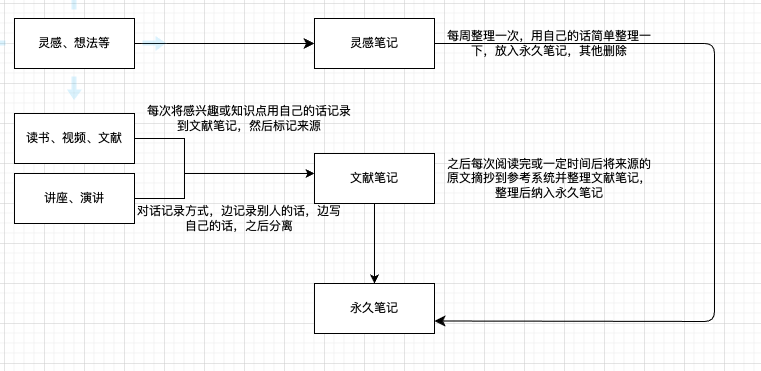 灵感、想法等
灵感笔记
每周整理一次，用自己的话简单整理一
下，放入永久笔记，其他删除
每次将感兴趣或知识点用自己的话记录
到文献笔记，然后标记来源
读书、视频、文献
文献笔记
之后每次阅读完或一定时间后将来源的
原文摘抄到参考系统并整理文献笔记，
整理后纳入永久笔记
讲座、演讲
对话记录方式，边记录别人的话，边写
自己的话，之后分离
永久笔记